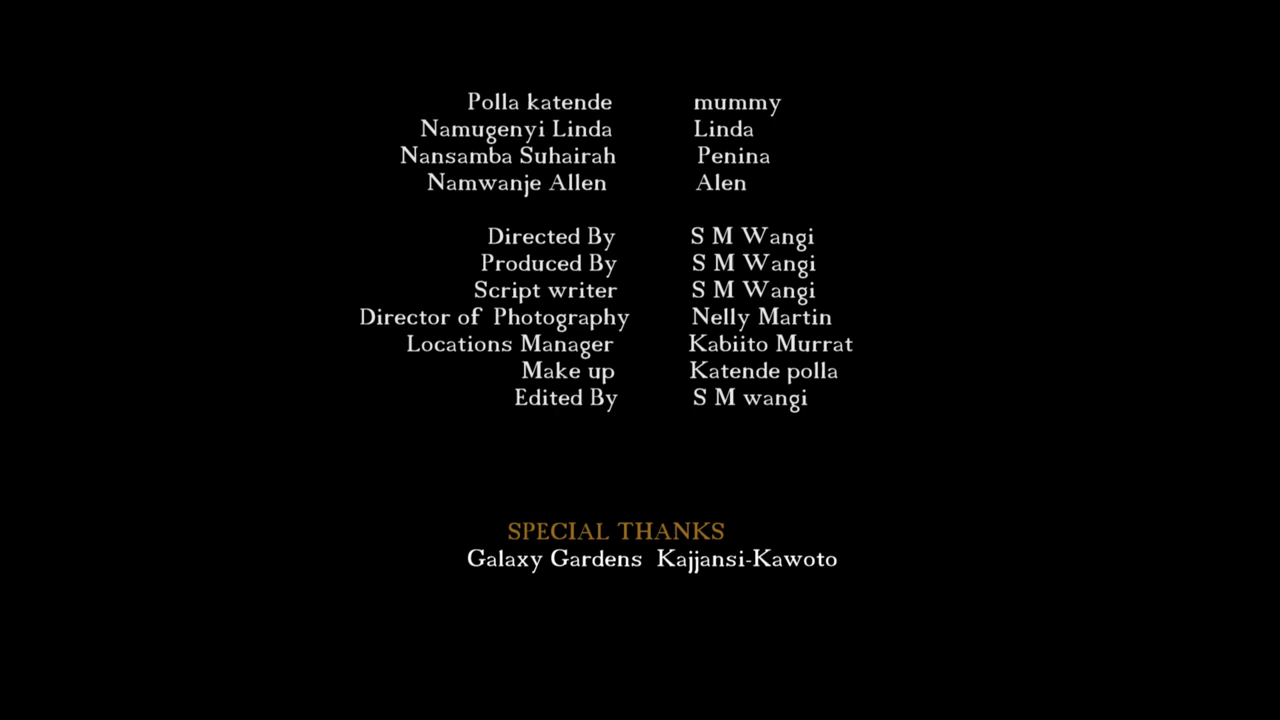 Polla katende mummy
Namugenyi Linda Linda
Nansamba Suhairah Penina
Namwanje Allen Alen
Directed By S M Wangi
Produced By S M Wangi
Script writer S M Wangi
Director of Photography Nelly Martin
Locations Manager Kabiito Murrat
Make up Katende polla
Edited By S M wangi
SPECIAL THANKS
Galaxy Gardens Kajjansi-Kawoto